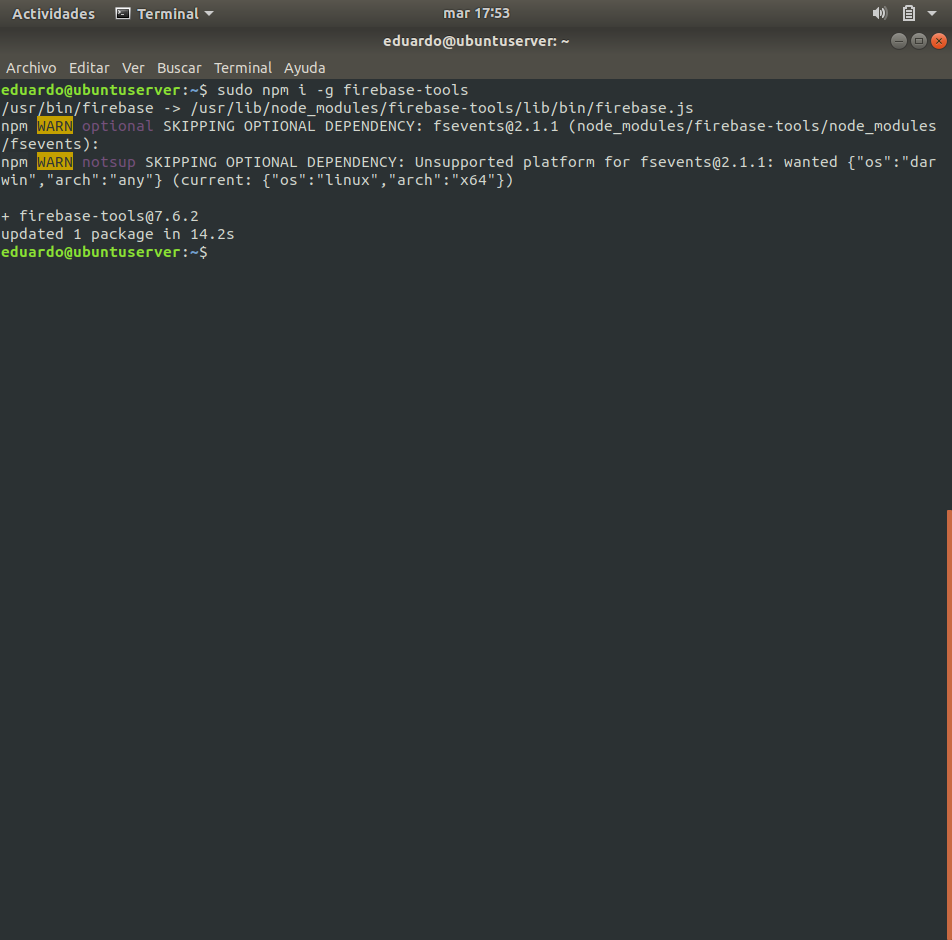 Actividades Terminal mar 17:53
eduardo@ubuntuserver: ~
Archivo Editar Ver Buscar Terminal Ayuda
eduardo@ubuntuserver:~$ sudo npm i -g firebase-tools
/usr/bin/firebase -> /usr/lib/node_modules/firebase-tools/lib/bin/firebase.js
npm WARN optional SKIPPING OPTIONAL DEPENDENCY: fsevents@2.1.1 (node_modules/firebase-tools/node_modules
/fsevents):
npm WARN notsup SKIPPING OPTIONAL DEPENDENCY: Unsupported platform for fsevents@2.1.1: wanted {"os":"dar
win","arch":"any"} (current: {"os":"linux","arch":"x64"})
+ firebase-tools@7.6.2
updated 1 package in 14.2s
eduardo@ubuntuserver:~$